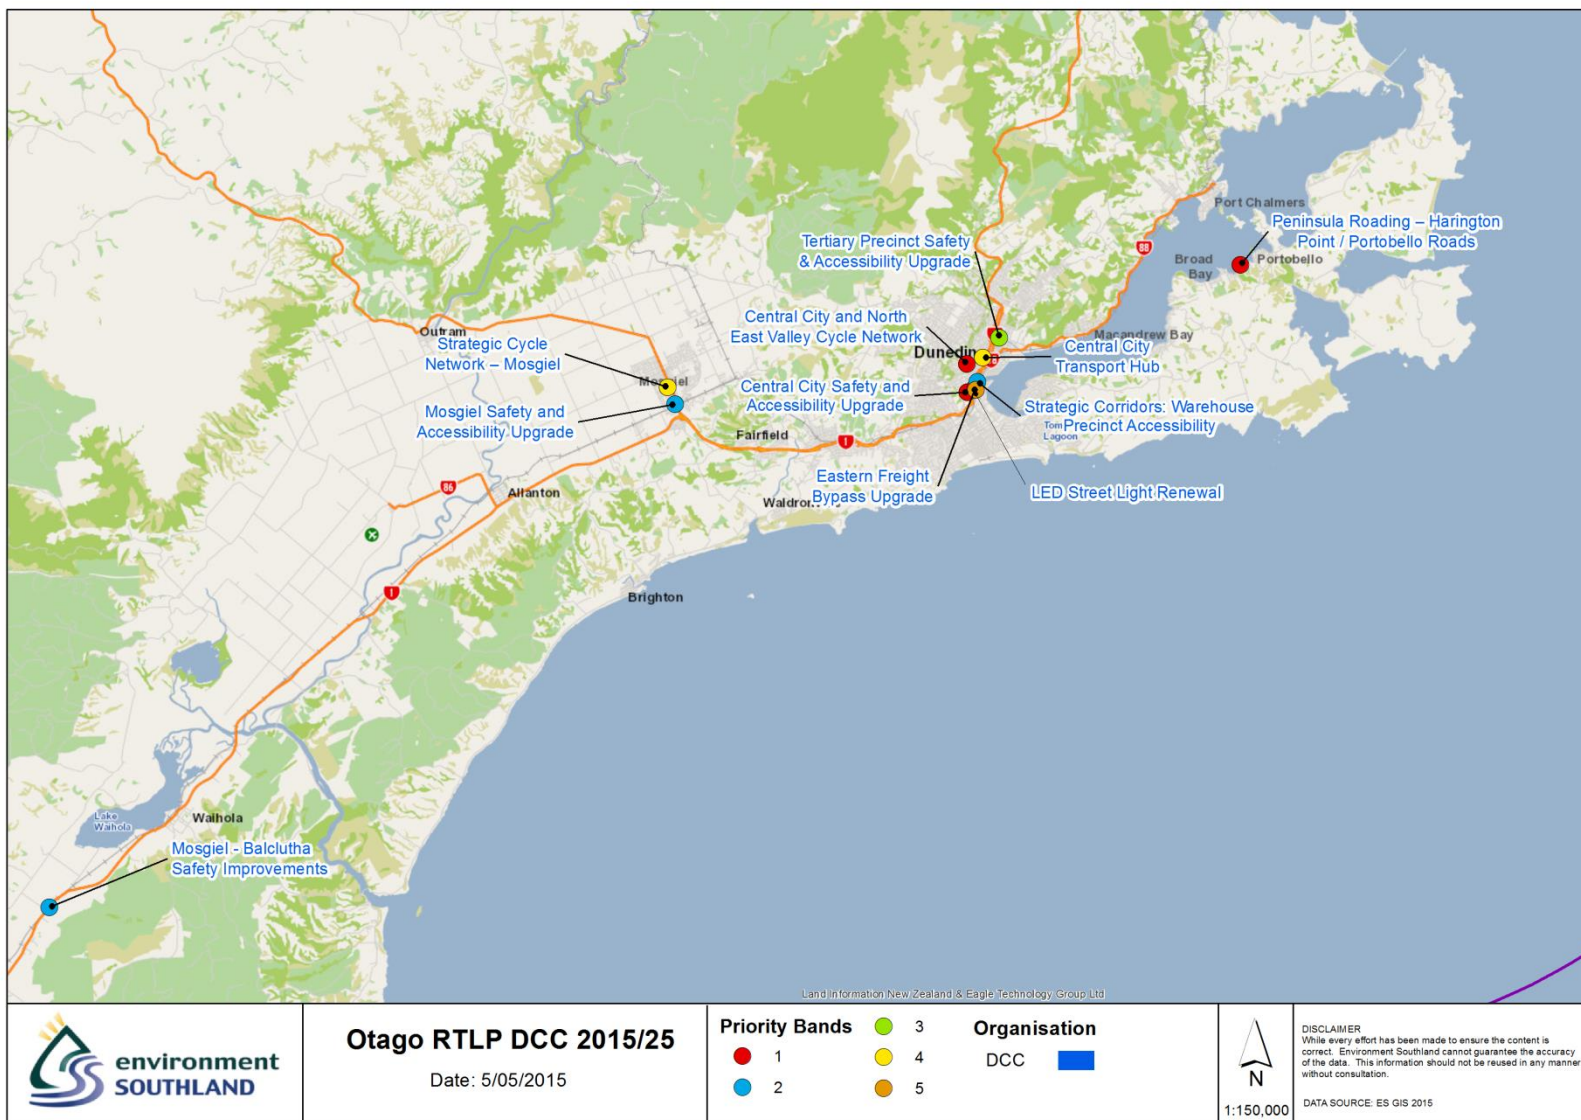 Port Chalmers
Peninsula Roading – Harington
Point / Portobello Roads
88
Tertiary Precinct Safety
& Accessibility Upgrade
Broad
Bay
Portobello
Central City and North
East Valley Cycle Network
Macandrew Bay
Outram
Strategic Cycle
Network – Mosgiel
Dunedin
Central City
Transport Hub
Mosgiel
Central City Safety and
Accessibility Upgrade
Mosgiel Safety and
Accessibility Upgrade
Strategic Corridors: Warehouse
Precinct Accessibility
Lagoon
Fairfield
1
Eastern Freight
Bypass Upgrade
86
Allanton
LED Street Light Renewal
1
Brighton
Lake
Waihola
Waihola
Mosgiel - Balclutha
Safety Improvements
Land Information New Zealand & Eagle Technology Group Ltd
environment
SOUTHLAND
Otago RTLP DCC 2015/25
Date: 5/05/2015
Priority Bands
1
2
3
4
5
Organisation
DCC
N
1:150,000
DISCLAIMER
While every effort has been made to ensure the content is
correct. Environment Southland cannot guarantee the accuracy
of the data. This information should not be reused in any manner
without consultation.
DATA SOURCE: ES GIS 2015